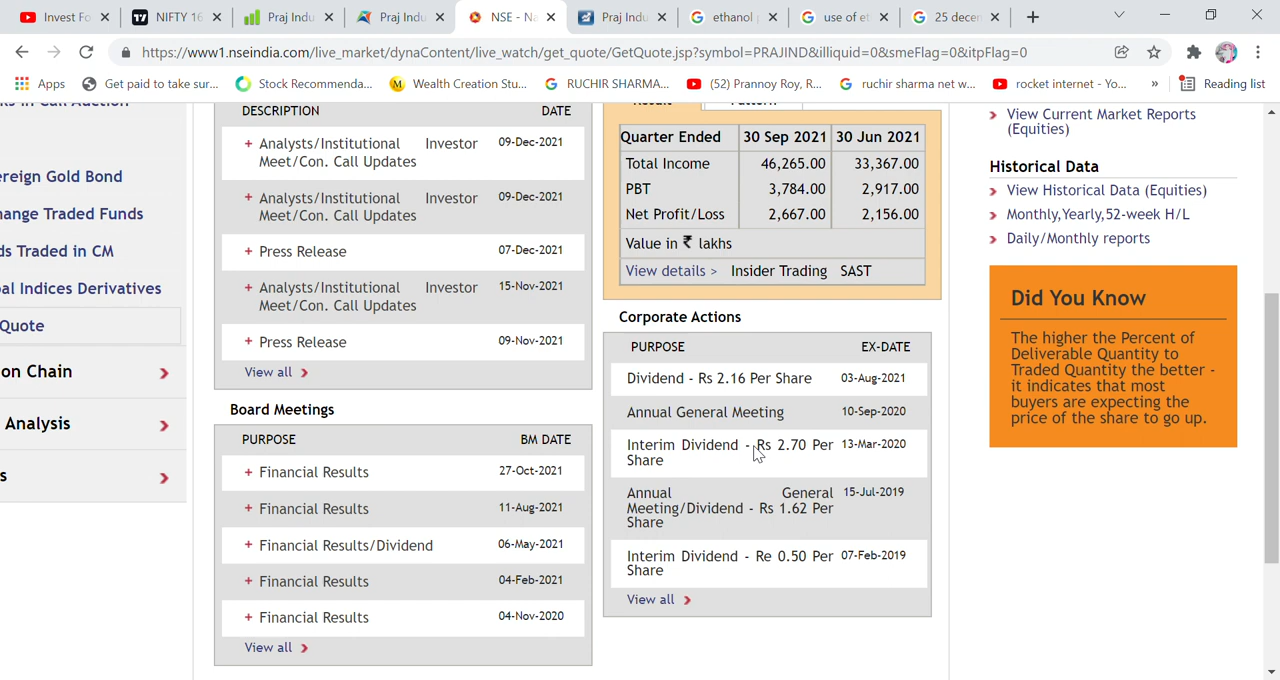 Invest Fo
NIFTY 16
Praj Indu
Praj Indu
NSE - Na
Praj Indu
ethanol
use of et
25 decem
https://www1.nseindia.com/live_market/dynaContent/live_watch/get_quote/GetQuote.jsp?symbol=PRAJIND&illiquid=0&smeFlag=0&itpFlag=0
Apps
Get paid to take sur...
Stock Recommenda...
Wealth Creation Stu...
RUCHIR SHARMA...
(52) Prannoy Roy, R...
ruchir sharma net w...
rocket internet - Yo...
»
Reading list
ks in Call Auction
ereign Gold Bond
hange Traded Funds
ds Traded in CM
al Indices Derivatives
Quote
on Chain
Analysis
s
DESCRIPTION DATE
+ Analysts/Institutional Investor 09-Dec-2021
Meet/Con. Call Updates
+ Analysts/Institutional Investor 09-Dec-2021
Meet/Con. Call Updates
+ Press Release 07-Dec-2021
+ Analysts/Institutional Investor 15-Nov-2021
Meet/Con. Call Updates
+ Press Release 09-Nov-2021
View all
Board Meetings
PURPOSE BM DATE
+ Financial Results 27-Oct-2021
+ Financial Results 11-Aug-2021
+ Financial Results/Dividend 06-May-2021
+ Financial Results 04-Feb-2021
+ Financial Results 04-Nov-2020
View all
Quarter Ended 30 Sep 2021 30 Jun 2021
Total Income 46,265.00 33,367.00
PBT 3,784.00 2,917.00
Net Profit/Loss 2,667.00 2,156.00
Value in ₹ lakhs
View details > Insider Trading SAST
Corporate Actions
PURPOSE EX-DATE
Dividend - Rs 2.16 Per Share 03-Aug-2021
Annual General Meeting 10-Sep-2020
Interim Dividend - Rs 2.70 Per 13-Mar-2020
Share
Annual General 15-Jul-2019
Meeting/Dividend - Rs 1.62 Per
Share
Interim Dividend - Re 0.50 Per 07-Feb-2019
Share
View all
View Current Market Reports
(Equities)
Historical Data
View Historical Data (Equities)
Monthly,Yearly,52-week H/L
Daily/Monthly reports
Did You Know
The higher the Percent of
Deliverable Quantity to
Traded Quantity the better -
it indicates that most
buyers are expecting the
price of the share to go up.